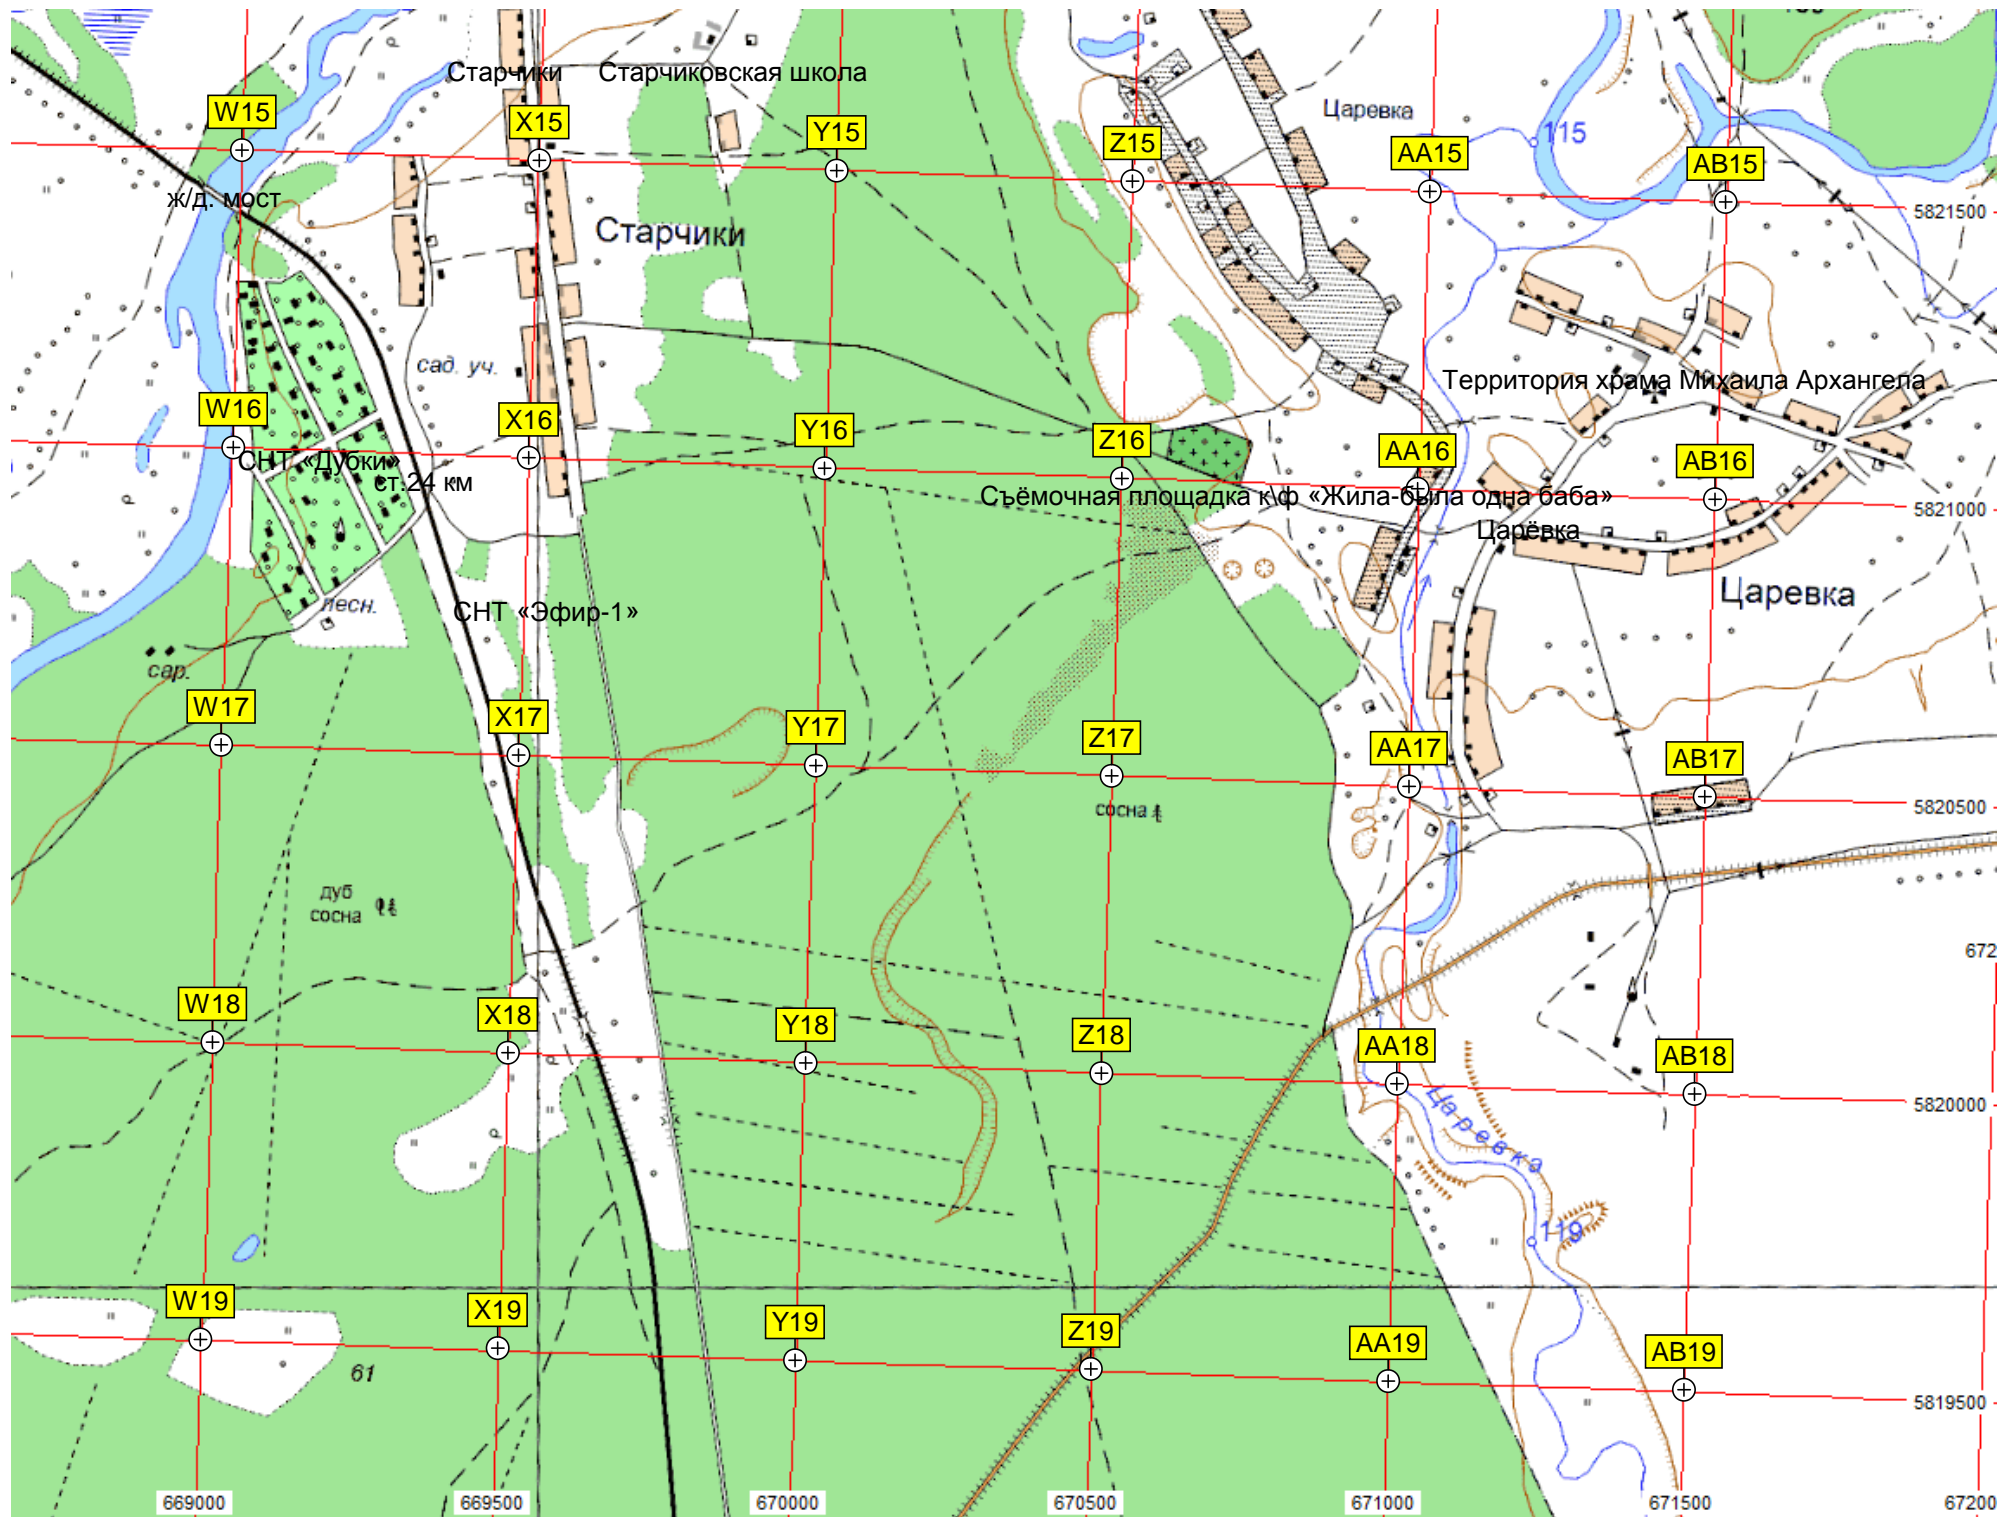 Старчики
Старчиковская школа
Царевка
W15
X15
Y15
Z15
AA15
115
AB15
ж/д. мост
5821500
Старчики
сад. уч.
Территория храма Михаила Архангела
W16
X16
Y16
Z16
AA16
AB16
СНТ «Дубки»
ст.24 км
Съёмочная площадка к.ф. «Жила-была одна баба»
5821000
Царёвка
лесн.
СНТ «Эфир-1»
Царевка
сар.
W17
X17
Y17
Z17
AA17
AB17
сосна
5820500
дуб
сосна
672
W18
X18
Y18
Z18
AA18
AB18
5820000
Царевка
119
W19
X19
Y19
Z19
AA19
AB19
61
5819500
669000
669500
670000
670500
671000
671500
67200